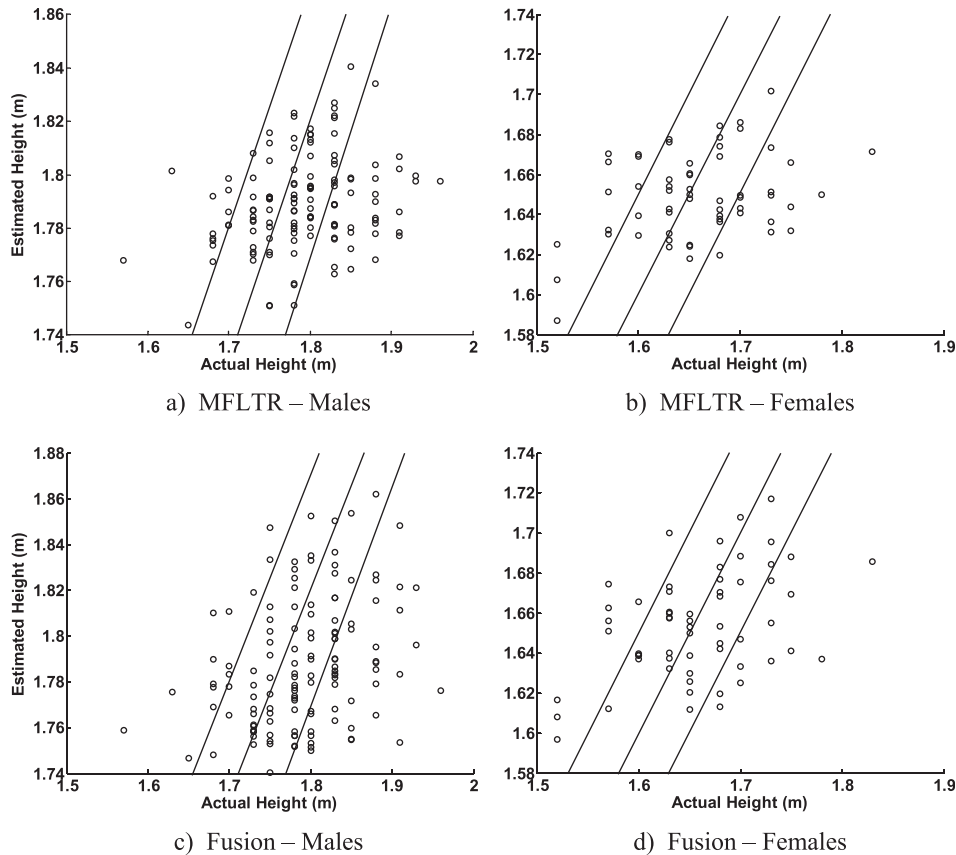 1.86
1.84
1.82
1.8
1.78
1.76
1.74
Estimated Height (m)
1.5 1.6 1.7 1.8 1.9 2
Actual Height (m)
a) MFLTR – Males
1.74
1.72
1.7
1.68
1.66
1.64
1.62
1.6
1.58
1.5 1.6 1.7 1.8 1.9
Actual Height (m)
b) MFLTR – Females
1.88
1.86
1.84
1.82
1.8
1.78
1.76
1.74
Estimated Height (m)
1.5 1.6 1.7 1.8 1.9 2
Actual Height (m)
c) Fusion – Males
1.74
1.72
1.7
1.68
1.66
1.64
1.62
1.6
1.58
1.5 1.6 1.7 1.8 1.9
Actual Height (m)
d) Fusion – Females